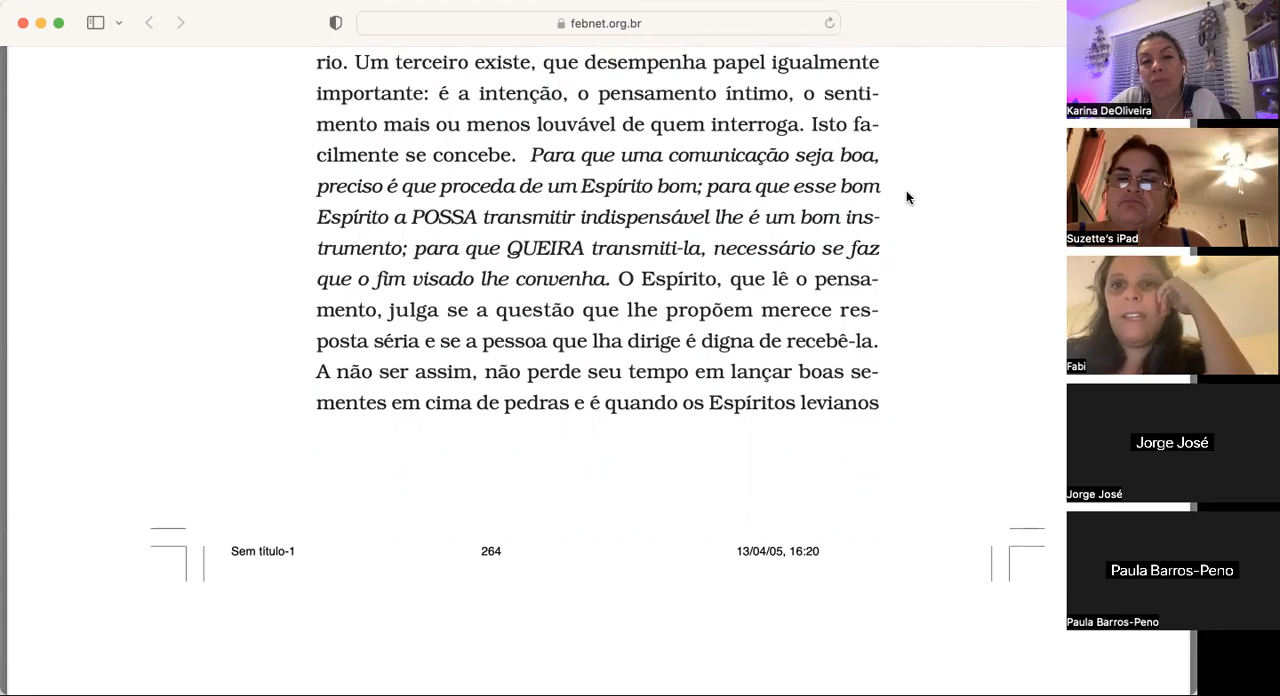 febnet.org.br
rio. Um terceiro existe, que desempenha papel igualmente
importante: é a intenção, o pensamento íntimo, o senti-
mento mais ou menos louvável de quem interroga. Isto fa-
cilmente se concebe. Para que uma comunicação seja boa,
preciso é que proceda de um Espírito bom; para que esse bom
Espírito a POSSA transmitir indispensável lhe é um bom ins-
trumento; para que QUEIRA transmiti-la, necessário se faz
que o fim visado lhe convenha. O Espírito, que lê o pensa-
mento, julga se a questão que lhe propõem merece res-
posta séria e se a pessoa que lha dirige é digna de recebê-la.
A não ser assim, não perde seu tempo em lançar boas se-
mentes em cima de pedras e é quando os Espíritos levianos
Sem título-1
264
13/04/05, 16:20
Karina DeOliveira
Suzette's iPad
Fabi
Jorge José
Jorge José
Paula Barros-Peno
Paula Barros-Peno